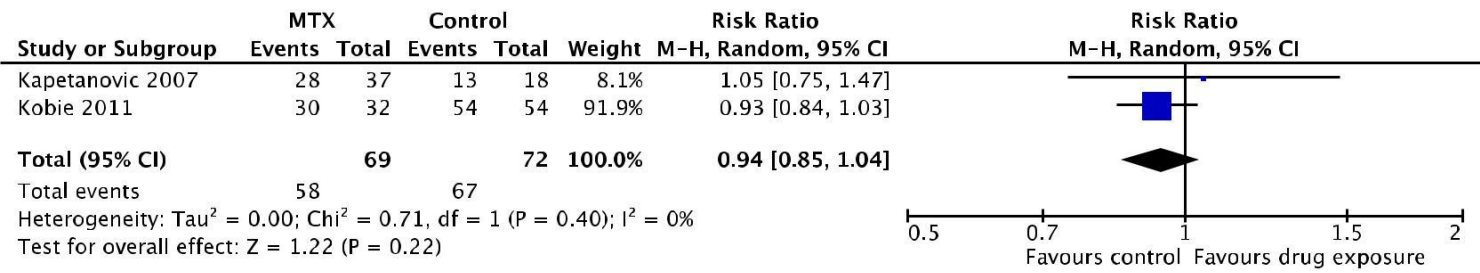 MTX Control Risk Ratio Risk Ratio
Study or Subgroup Events Total Events Total Weight M-H, Random, 95% CI M-H, Random, 95% CI
Kapetanovic 2007 28 37 13 18 8.1% 1.05 [0.75, 1.47]
Kobie 2011 30 32 54 54 91.9% 0.93 [0.84, 1.03]
Total (95% CI) 69 72 100.0% 0.94 [0.85, 1.04]
Total events 58 67
Heterogeneity: Tau² = 0.00; Chi² = 0.71, df = 1 (P = 0.40); I² = 0%
Test for overall effect: Z = 1.22 (P = 0.22)
0.5 0.7 1 1.5 2
Favours control Favours drug exposure